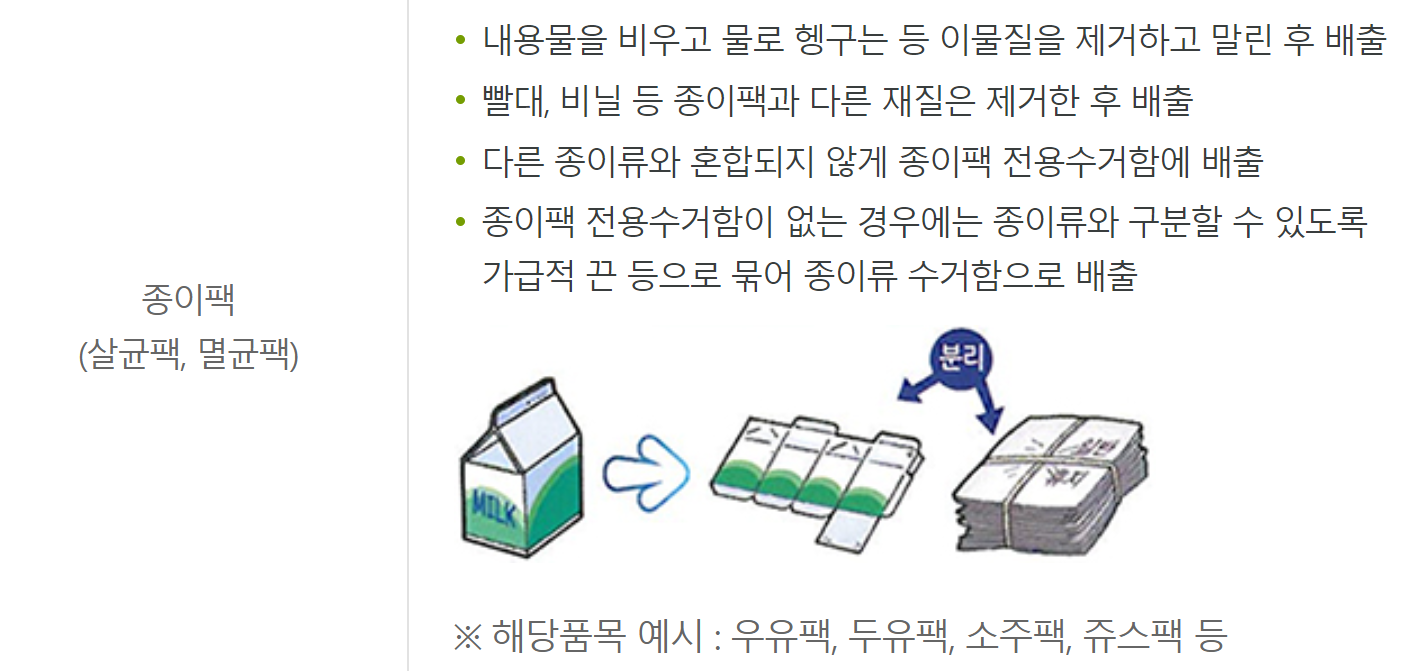 종이팩
(살균팩, 멸균팩)
• 내용물을 비우고 물로 헹구는 등 이물질을 제거하고 말린 후 배출
• 빨대, 비닐 등 종이팩과 다른 재질은 제거한 후 배출
• 다른 종이류와 혼합되지 않게 종이팩 전용수거함에 배출
• 종이팩 전용수거함이 없는 경우에는 종이류와 구분할 수 있도록
가급적 끈 등으로 묶어 종이류 수거함으로 배출
분리
MILK
※ 해당품목 예시 : 우유팩, 두유팩, 소주팩, 쥬스팩 등